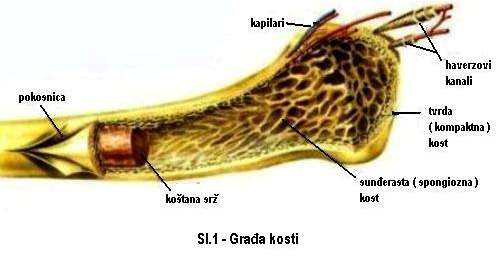 kapilari
haverzovi
kanali
pokosnica
tvrda
( kompaktna )
kost
koštana srž
sunđerasta ( spongiozna )
kost
Sl.1 - Građa kosti